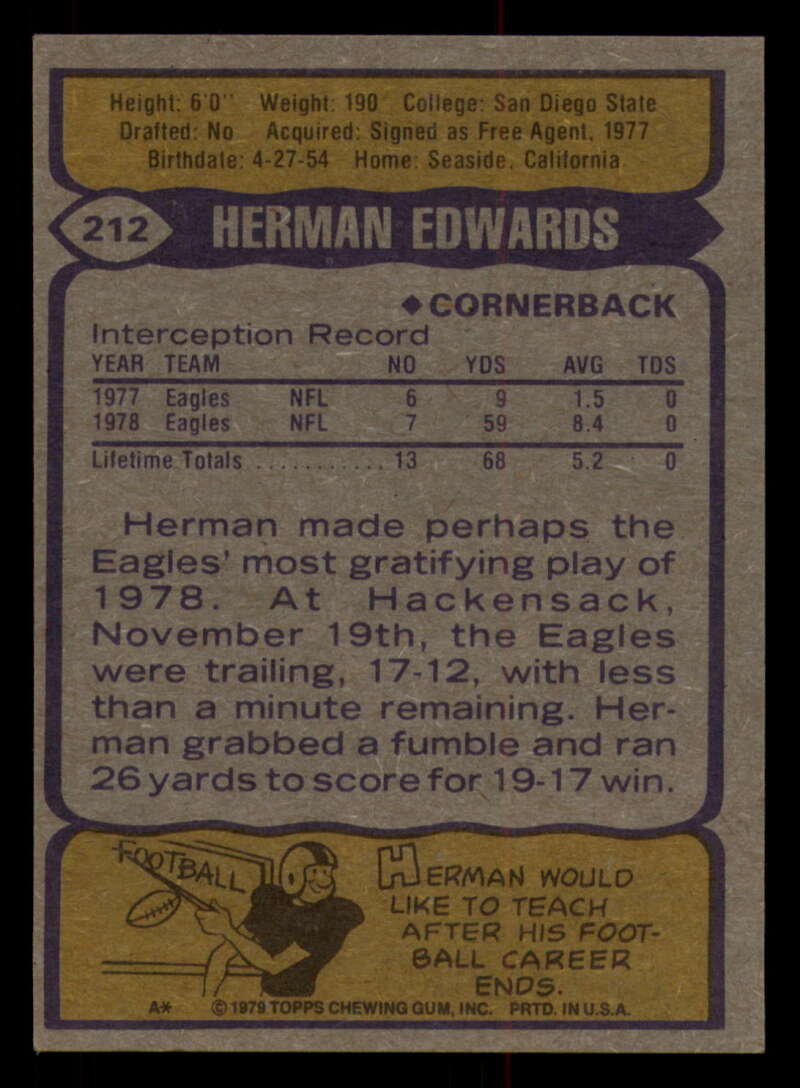 Height: 6'0" Weight: 190 College: San Diego State
Drafted: No Acquired: Signed as Free Agent, 1977
Birthdate: 4-27-54 Home: Seaside, California
212 HERMAN EDWARDS
♦ CORNERBACK
Interception Record
YEAR TEAM NO YDS AVG TDS
1977 Eagles NFL 6 9 1.5 0
1978 Eagles NFL 7 59 8.4 0
Lifetime Totals ........... 13 68 5.2 0
Herman made perhaps the
Eagles' most gratifying play of
1978. At Hackensack,
November 19th, the Eagles
were trailing, 17-12, with less
than a minute remaining. Her-
man grabbed a fumble and ran
26 yards to score for 19-17 win.
FOOTBALL
HERMAN WOULD
LIKE TO TEACH
AFTER HIS FOOT-
BALL CAREER
ENDS.
A* © 1979 TOPPS CHEWING GUM, INC. PRTD. IN U.S.A.